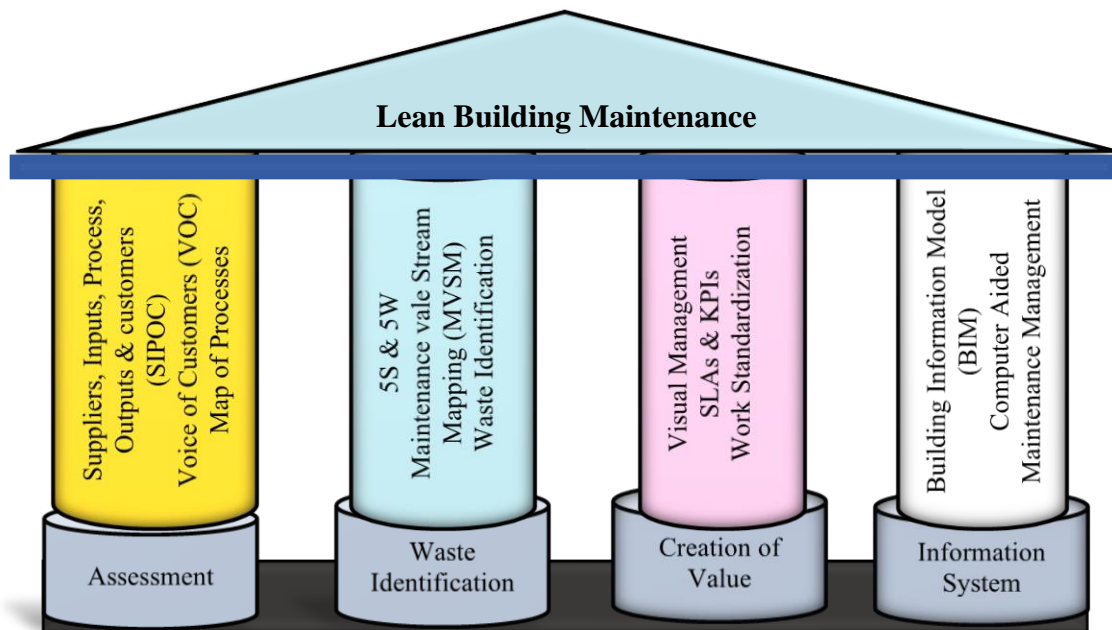 Lean Building Maintenance
Suppliers, Inputs, Process,
Outputs & customers
(SIPOC)
Voice of Customers (VOC)
Map of Processes
5S & 5W
Maintenance vale Stream
Mapping (MVSM)
Waste Identification
Visual Management
SLAs & KPIs
Work Standardization
Building Information Model
(BIM)
Computer Aided
Maintenance Management
Assessment
Waste
Identification
Creation of
Value
Information
System